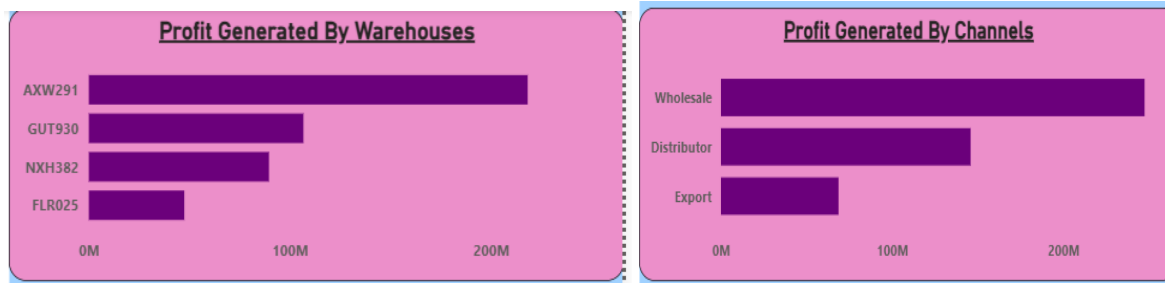 Profit Generated By Warehouses
AXW291
GUT930
NXH382
FLR025
0M 100M 200M
Profit Generated By Channels
Wholesale
Distributor
Export
0M 100M 200M